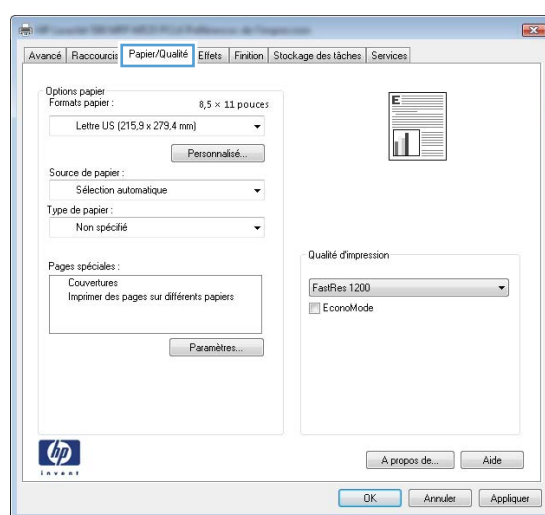 Avancé Raccourcis Papier/Qualité Effets Finition Stockage des tâches Services
Options papier
Formats papier : 8,5 × 11 pouces
Lettre US (215,9 x 279,4 mm)
Personnalisé...
Source de papier :
Sélection automatique
Type de papier :
Non spécifié
Pages spéciales :
Couvertures
Imprimer des pages sur différents papiers
Paramètres...
E
Qualité d'impression
FastRes 1200
EconoMode
hp
invent
A propos de... Aide
OK Annuler Appliquer